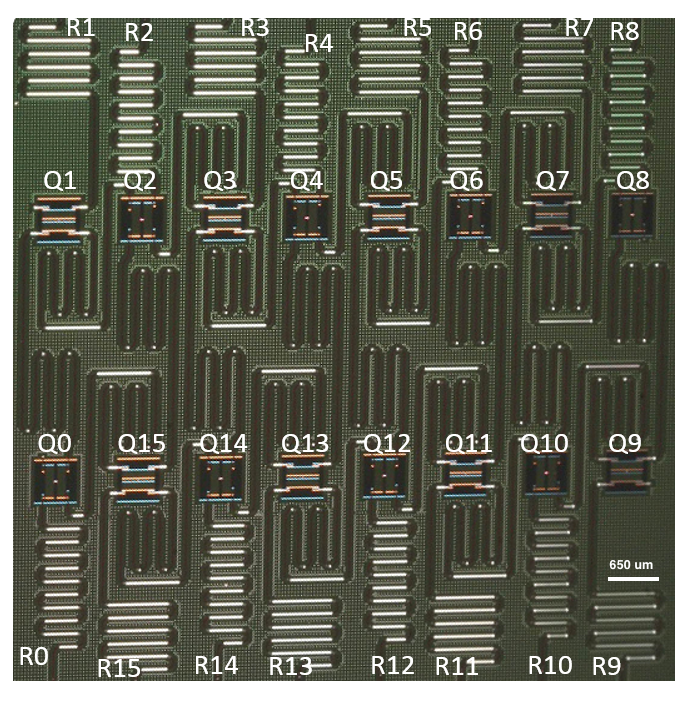 R1 R2 R3 R4 R5 R6 R7 R8
Q1 Q2 Q3 Q4 Q5 Q6 Q7 Q8
Q0 Q15 Q14 Q13 Q12 Q11 Q10 Q9
650 um
R0 R15 R14 R13 R12 R11 R10 R9